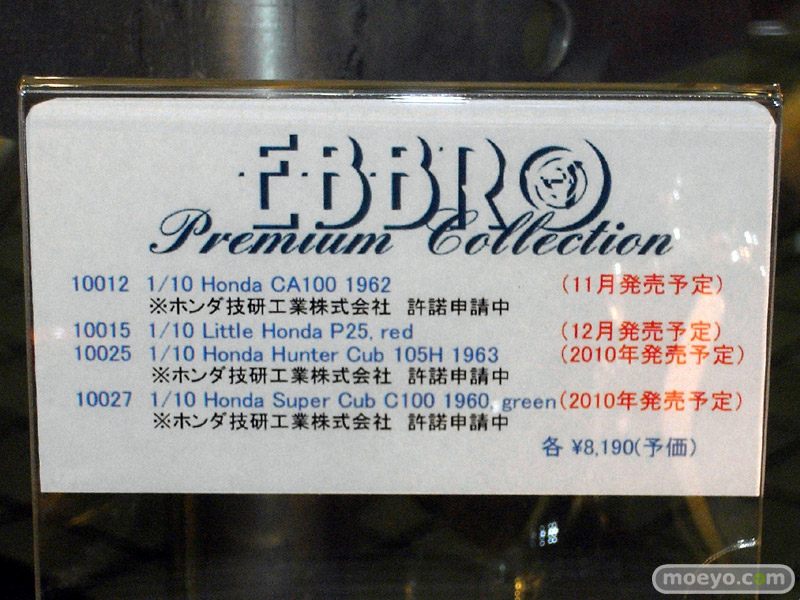 EBBRO
Premium Collection
10012 1/10 Honda CA100 1962 (11月発売予定)
※ホンダ技研工業株式会社 許諾申請中
10015 1/10 Little Honda P25, red (12月発売予定)
10025 1/10 Honda Hunter Cub 105H 1963 (2010年発売予定)
※ホンダ技研工業株式会社 許諾申請中
10027 1/10 Honda Super Cub C100 1960, green(2010年発売予定)
※ホンダ技研工業株式会社 許諾申請中
各 ¥8,190(予価)
moeyo.com